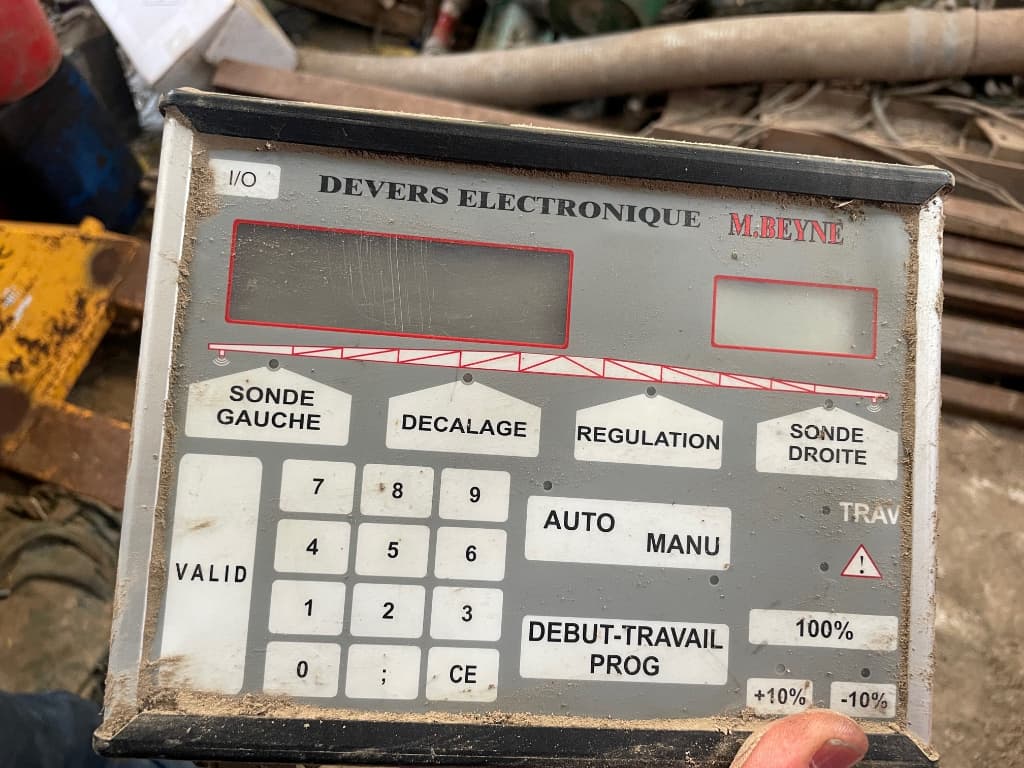 I/O
DEVERS ELECTRONIQUE M.BEYNE
SONDE
GAUCHE
DECALAGE
REGULATION
SONDE
DROITE
VALID
7 8 9
4 5 6
1 2 3
0 ; CE
AUTO
MANU
TRAV
!
DEBUT-TRAVAIL
PROG
100%
+10% -10%